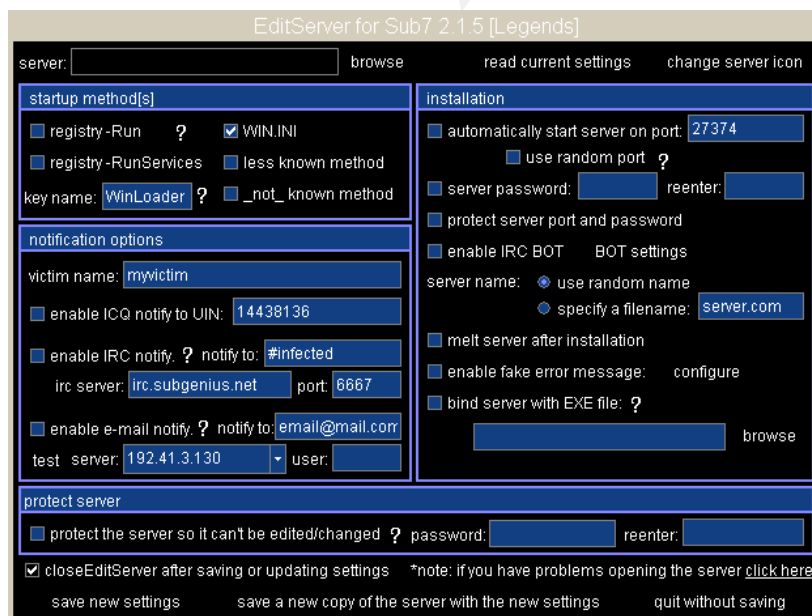 EditServer for Sub7 2.1.5 [Legends]
server: browse read current settings change server icon
startup method[s]
registry -Run ? WIN.INI
registry -RunServices less known method
key name: WinLoader ? _not_ known method
notification options
victim name: myvictim
enable ICQ notify to UIN: 14438136
enable IRC notify. ? notify to: #infected
irc server: irc.subgenius.net port: 6667
enable e-mail notify. ? notify to: email@mail.com
test server: 192.41.3.130 user:
installation
automatically start server on port: 27374
use random port ?
server password: reenter:
protect server port and password
enable IRC BOT BOT settings
server name: use random name
specify a filename: server.com
melt server after installation
enable fake error message: configure
bind server with EXE file: ?
browse
protect server
protect the server so it can't be edited/changed ? password: reenter:
closeEditServer after saving or updating settings *note: if you have problems opening the server click here
save new settings save a new copy of the server with the new settings quit without saving